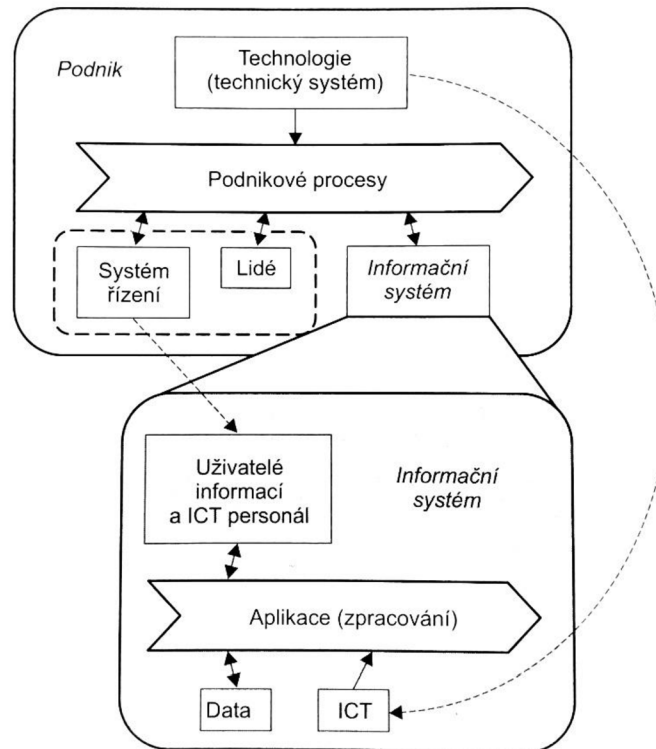 Podnik
Technologie
(technický systém)
Podnikové procesy
Systém
řízení
Lidé
Informační
systém
Uživatelé
informací
a ICT personál
Informační
systém
Aplikace (zpracování)
Data
ICT